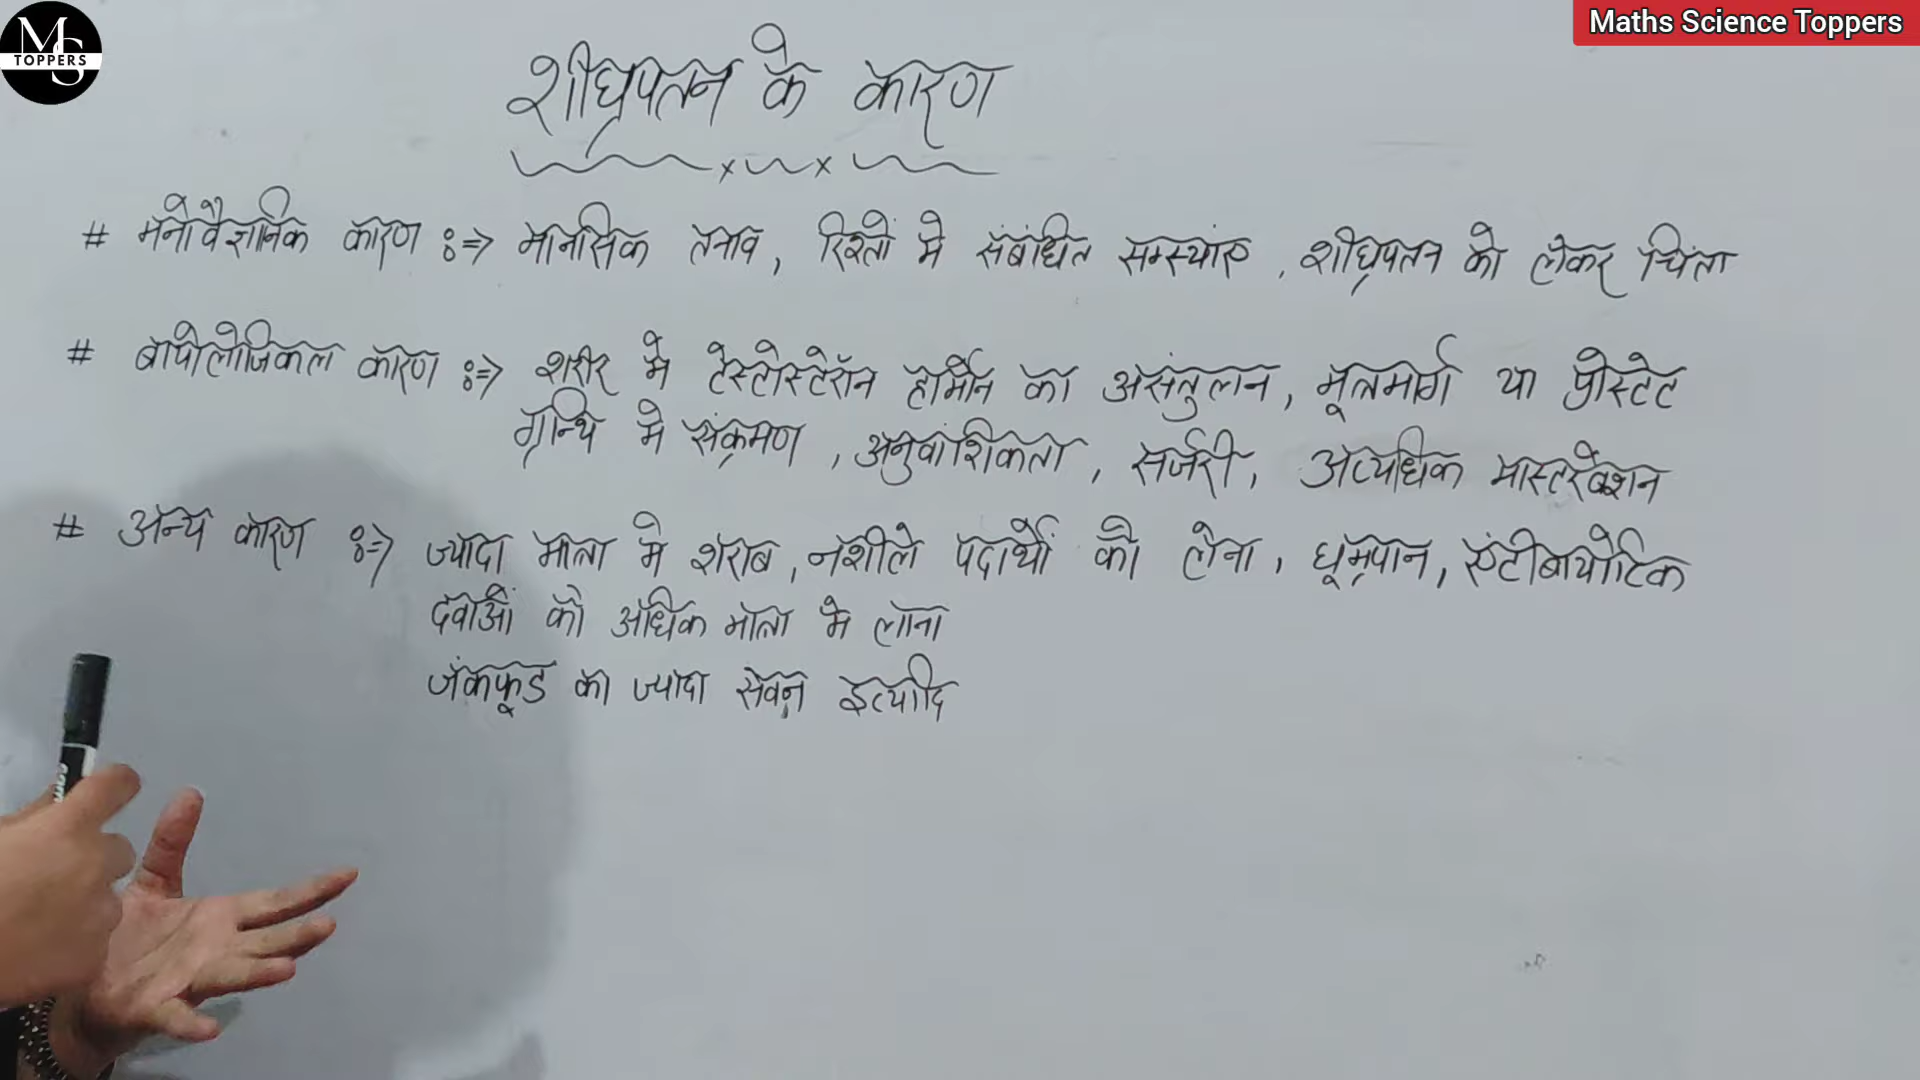 MS
TOPPERS
Maths Science Toppers
शीघ्रपतन के कारण
# मनोवैज्ञानिक कारण :⇒ मानसिक तनाव, रिश्तों मे संबंधित समस्याएं, शीघ्रपतन को लेकर चिंता
# बायोलोजिकल कारण :⇒ शरीर मे टेस्टोस्टेरॉन हार्मोन का असंतुलन, मूत्रमार्ग या प्रोस्टेट
ग्रन्थि मे संक्रमण, अनुवांशिकता, सर्जरी, अत्यधिक मास्टरबेशन
# अन्य कारण :⇒ ज्यादा मात्रा मे शराब, नशीले पदार्थों को लेना, धूम्रपान, एंटीबायोटिक
दवाओं को अधिक मात्रा मे लाना
जंकफूड का ज्यादा सेवन इत्यादि